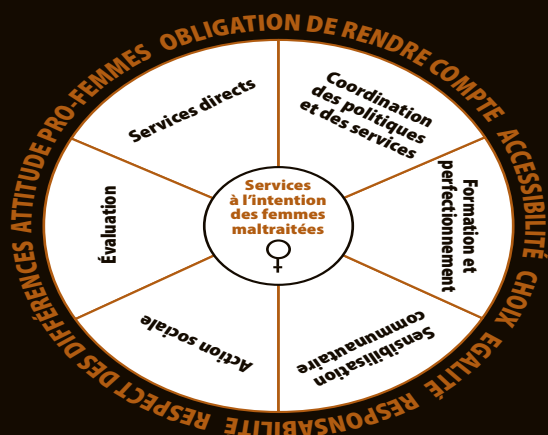 ATTITUDE PRO-FEMMES OBLIGATION DE RENDRE COMPTE ACCESSIBILITÉ CHOIX EGALITÉ RESPONSABILITÉ RESPECT DES DIFFÉRENCES
Services directs
Coordination
des politiques
et des services
Formation et
perfectionnement
Sensibilisation
communautaire
Action sociale
Évaluation
Services
à l'intention
des femmes
maltraitées